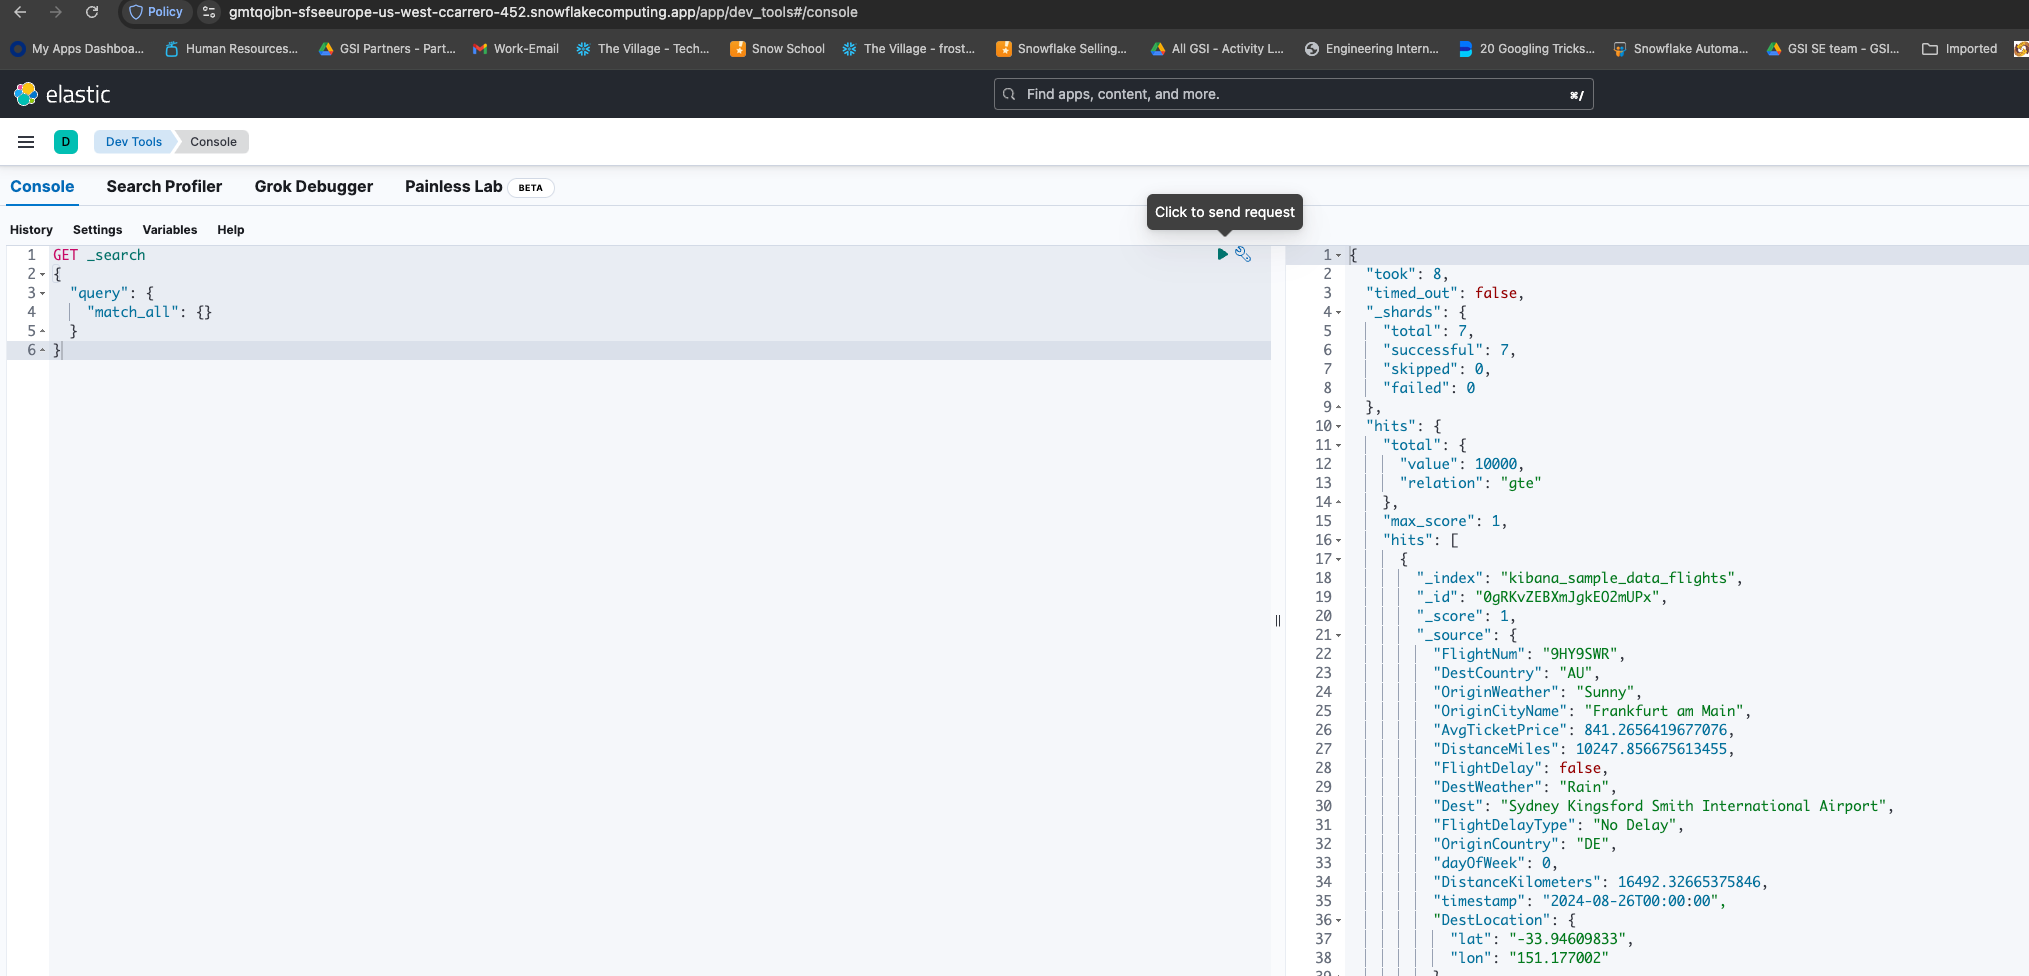 Policy
gmtqojbn-sfseeurope-us-west-ccarrero-452.snowflakecomputing.app/app/dev_tools#/console
My Apps Dashboa...
Human Resources...
GSI Partners - Part...
Work-Email
The Village - Tech...
Snow School
The Village - frost...
Snowflake Selling...
All GSI - Activity L...
Engineering Intern...
20 Googling Tricks...
Snowflake Automa...
GSI SE team - GSI...
Imported
elastic
Find apps, content, and more.
⌘/
D
Dev Tools
Console
Console
Search Profiler
Grok Debugger
Painless Lab
BETA
Click to send request
History
Settings
Variables
Help
1 GET _search
2 {
3 "query": {
4 "match_all": {}
5 }
6 }
1 {
2 "took": 8,
3 "timed_out": false,
4 "_shards": {
5 "total": 7,
6 "successful": 7,
7 "skipped": 0,
8 "failed": 0
9 },
10 "hits": {
11 "total": {
12 "value": 10000,
13 "relation": "gte"
14 },
15 "max_score": 1,
16 "hits": [
17 {
18 "_index": "kibana_sample_data_flights",
19 "_id": "0gRKvZEBXmJgkEO2mUPx",
20 "_score": 1,
21 "_source": {
22 "FlightNum": "9HY9SWR",
23 "DestCountry": "AU",
24 "OriginWeather": "Sunny",
25 "OriginCityName": "Frankfurt am Main",
26 "AvgTicketPrice": 841.2656419677076,
27 "DistanceMiles": 10247.856675613455,
28 "FlightDelay": false,
29 "DestWeather": "Rain",
30 "Dest": "Sydney Kingsford Smith International Airport",
31 "FlightDelayType": "No Delay",
32 "OriginCountry": "DE",
33 "dayOfWeek": 0,
34 "DistanceKilometers": 16492.32665375846,
35 "timestamp": "2024-08-26T00:00:00",
36 "DestLocation": {
37 "lat": "-33.94609833",
38 "lon": "151.177002"
39 }